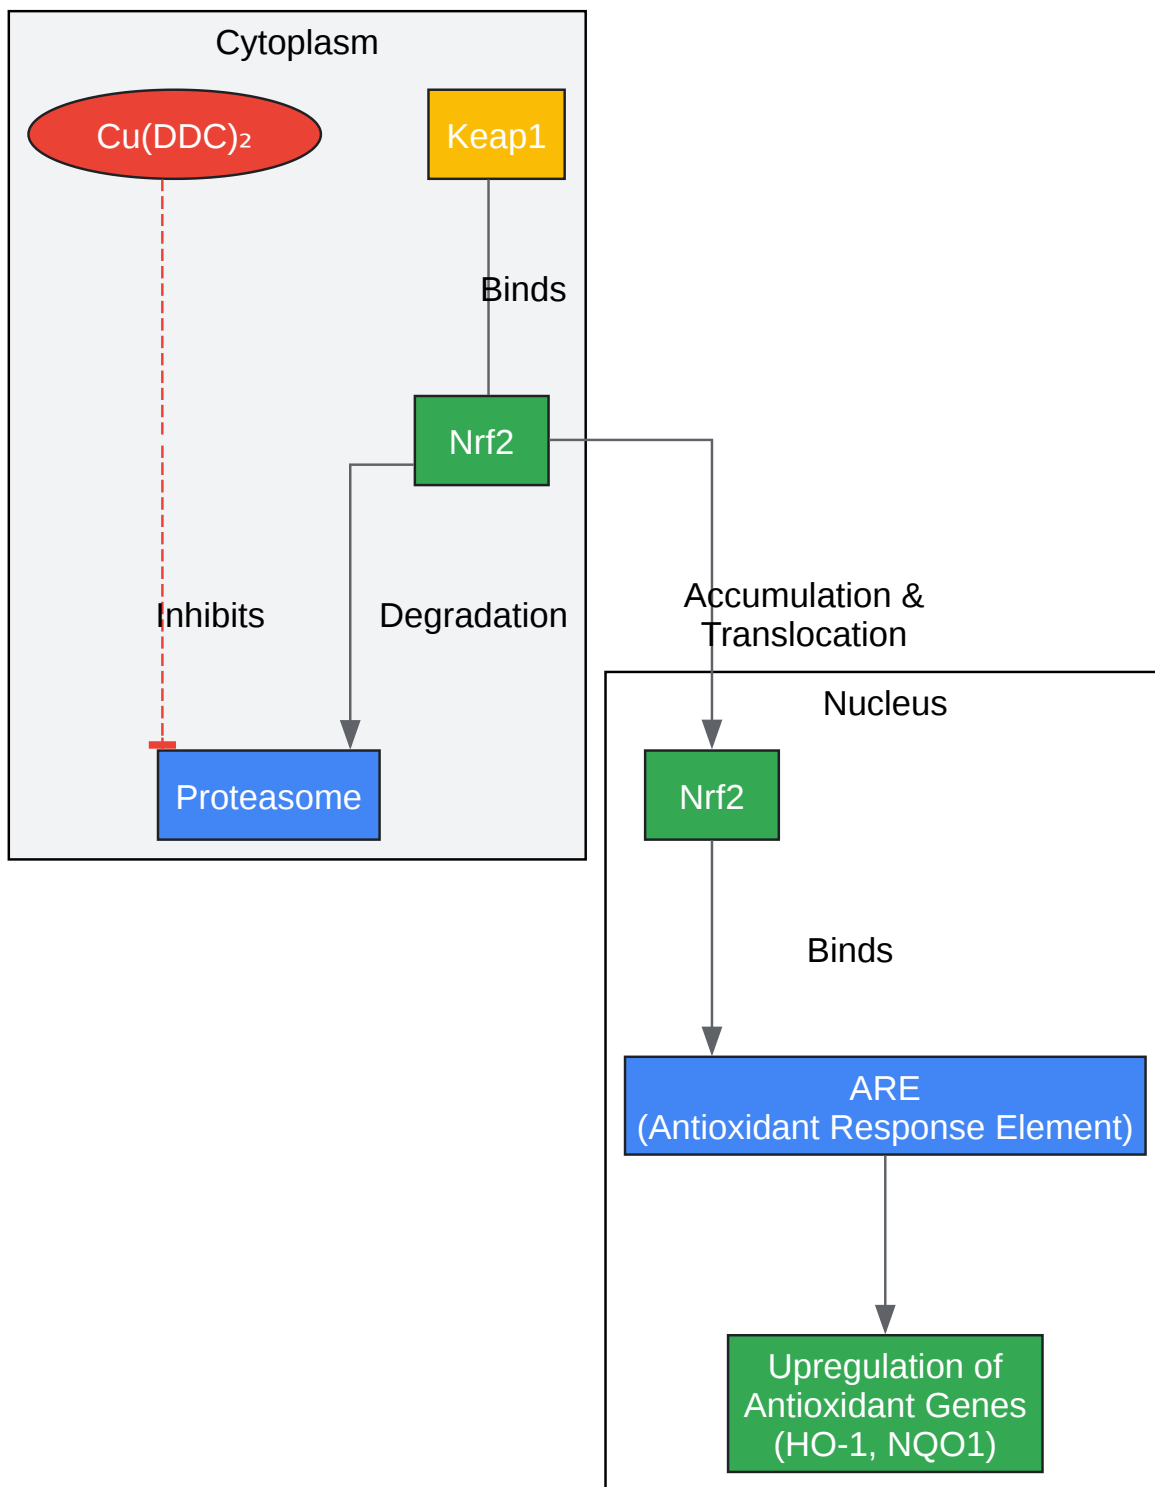 Cytoplasm
Cu(DDC)₂
Keap1
Binds
Nrf2
Inhibits
Degradation
Accumulation &
Translocation
Proteasome
Nucleus
Nrf2
Binds
ARE
(Antioxidant Response Element)
Upregulation of
Antioxidant Genes
(HO-1, NQO1)